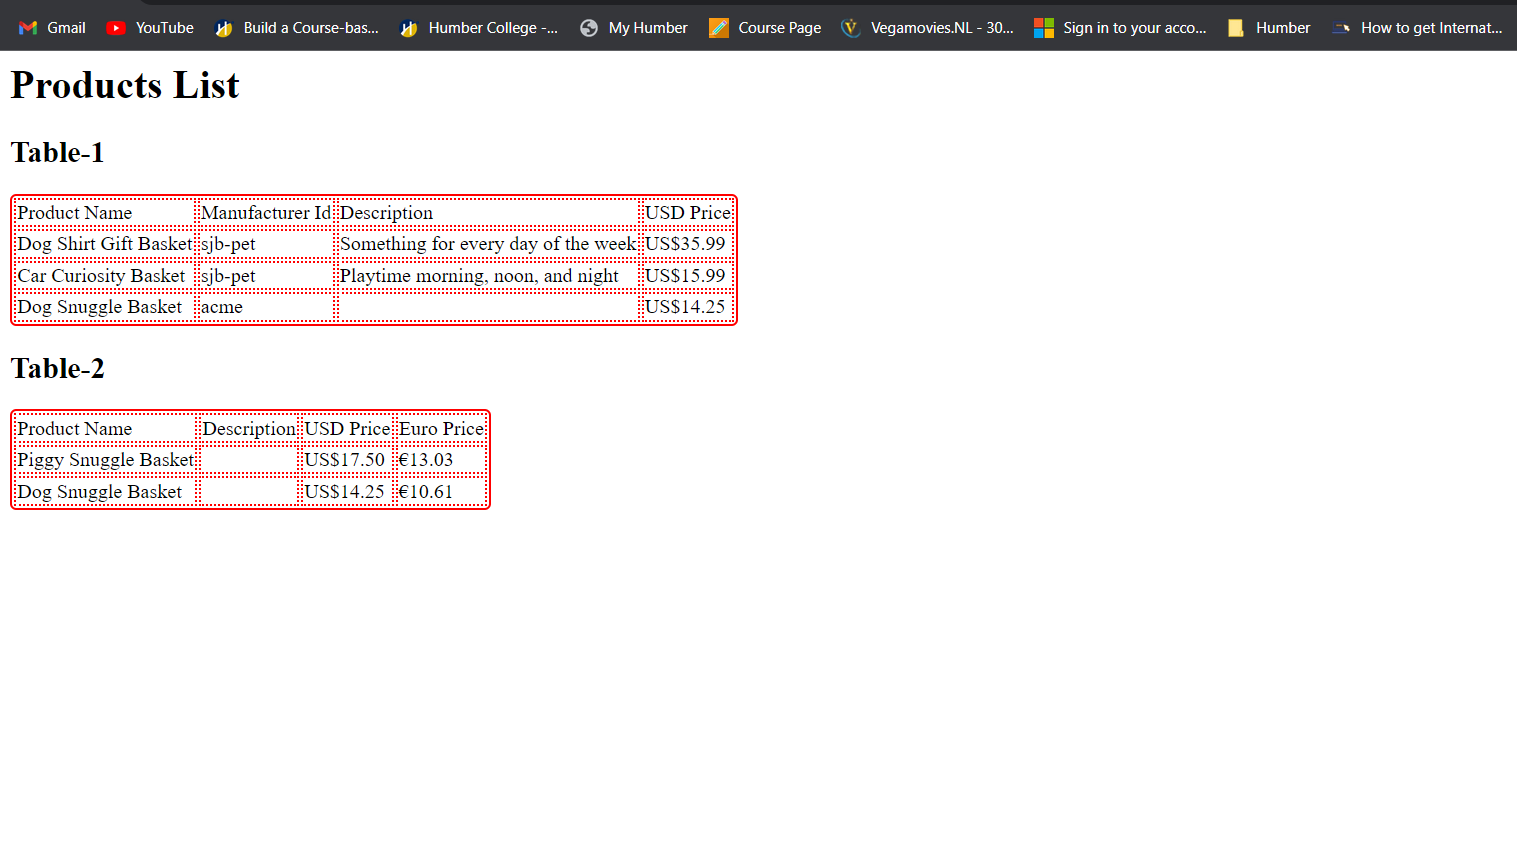 Gmail YouTube Build a Course-bas... Humber College -... My Humber Course Page Vegamovies.NL - 30... Sign in to your acco... Humber How to get Internat...
Products List
Table-1
Product Name Manufacturer Id Description USD Price
Dog Shirt Gift Basket sjb-pet Something for every day of the week US$35.99
Car Curiosity Basket sjb-pet Playtime morning, noon, and night US$15.99
Dog Snuggle Basket acme US$14.25
Table-2
Product Name Description USD Price Euro Price
Piggy Snuggle Basket US$17.50 €13.03
Dog Snuggle Basket US$14.25 €10.61